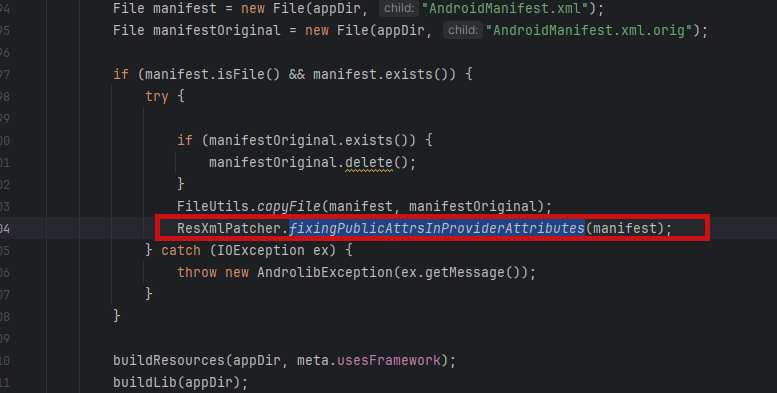 94 File manifest = new File(appDir, child: "AndroidManifest.xml");
95 File manifestOriginal = new File(appDir, child: "AndroidManifest.xml.orig");
96
97 if (manifest.isFile() && manifest.exists()) {
98 try {
99
00 if (manifestOriginal.exists()) {
01 manifestOriginal.delete();
02 }
03 FileUtils.copyFile(manifest, manifestOriginal);
04 ResXmlPatcher.fixingPublicAttrsInProviderAttributes(manifest);
05 } catch (IOException ex) {
06 throw new AndrolibException(ex.getMessage());
07 }
08 }
09
10 buildResources(appDir, meta.usesFramework);
11 buildLib(appDir);